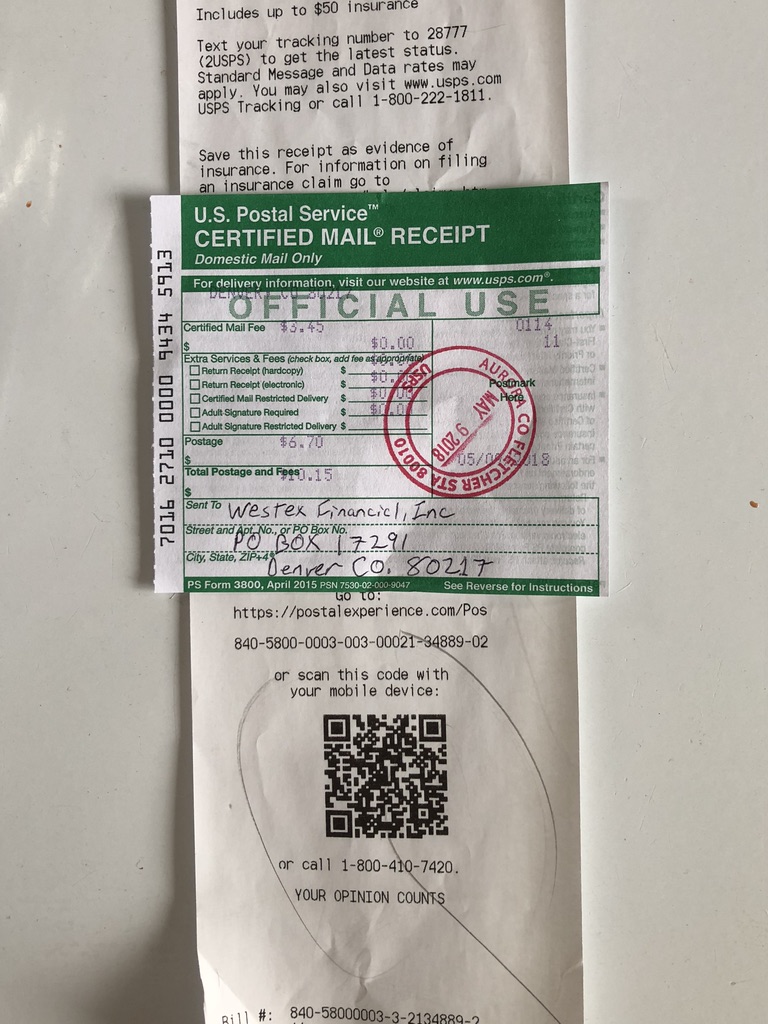 Includes up to $50 insurance
Text your tracking number to 28777
(2USPS) to get the latest status.
Standard Message and Data rates may
apply. You may also visit www.usps.com
USPS Tracking or call 1-800-222-1811.
Save this receipt as evidence of
insurance. For information on filing
an insurance claim go to
7016 2710 0000 9434 5913
U.S. Postal Service™
CERTIFIED MAIL® RECEIPT
Domestic Mail Only
For delivery information, visit our website at www.usps.com®.
DENVER, CO 80217
OFFICIAL USE
Certified Mail Fee $3.45
0114
$ $0.00
11
Extra Services & Fees (check box, add fee as appropriate)
Return Receipt (hardcopy) $
Return Receipt (electronic) $
Certified Mail Restricted Delivery $
Adult Signature Required $
Adult Signature Restricted Delivery $
Postmark
Here
AURORA CO FLETCHER STA 80010
USPS
MAY 9 2018
Postage $6.70
$
05/09/2018
Total Postage and Fees $10.15
$
Sent To Westex Financial, Inc
Street and Apt. No., or PO Box No. PO BOX 17291
City, State, ZIP+4® Denver CO. 80217
PS Form 3800, April 2015 PSN 7530-02-000-9047 See Reverse for Instructions
Go to:
https://postalexperience.com/Pos
840-5800-0003-003-00021-34889-02
or scan this code with
your mobile device:
or call 1-800-410-7420.
YOUR OPINION COUNTS
Bill #: 840-58000003-3-2134889-2